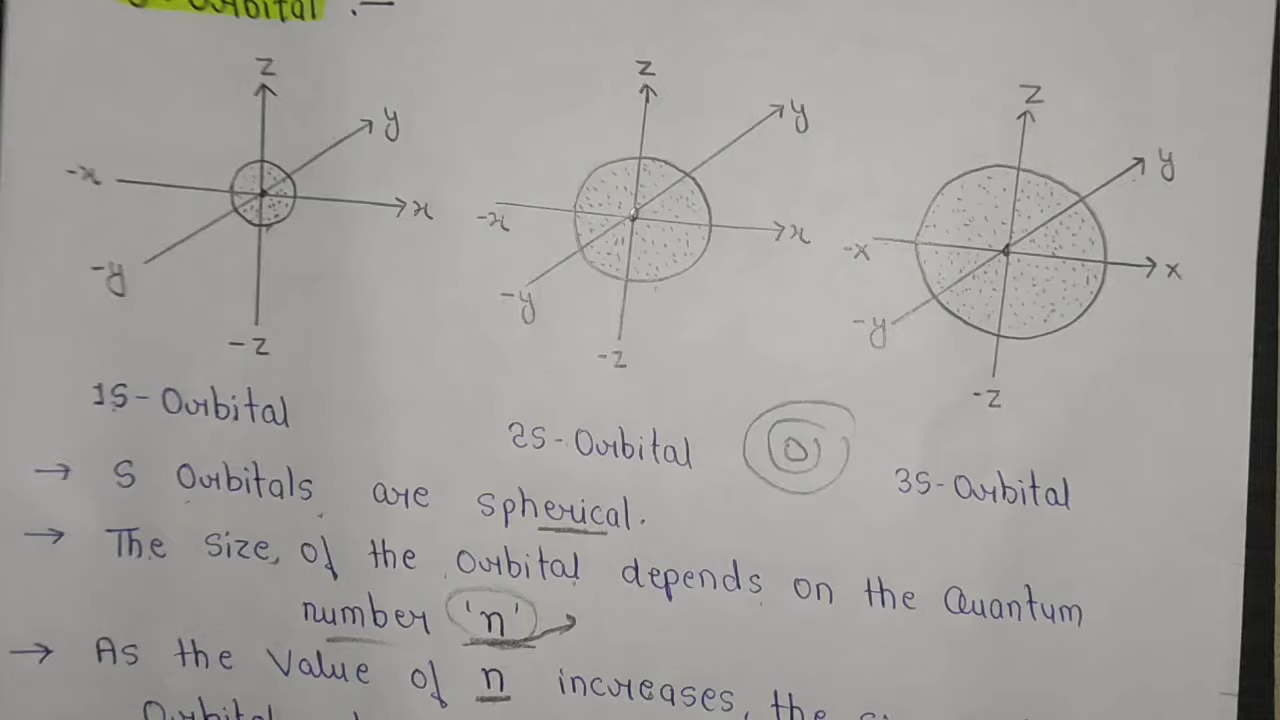 S-Orbital :-
z z z
y y y
-x x -x x -x x
-y -y -y
-z -z -z
1S-Orbital 2S-Orbital 3S-Orbital
→ S Orbitals are spherical.
→ The size of the orbital depends on the Quantum
number 'n' →
→ As the value of n increases, the
Orbital